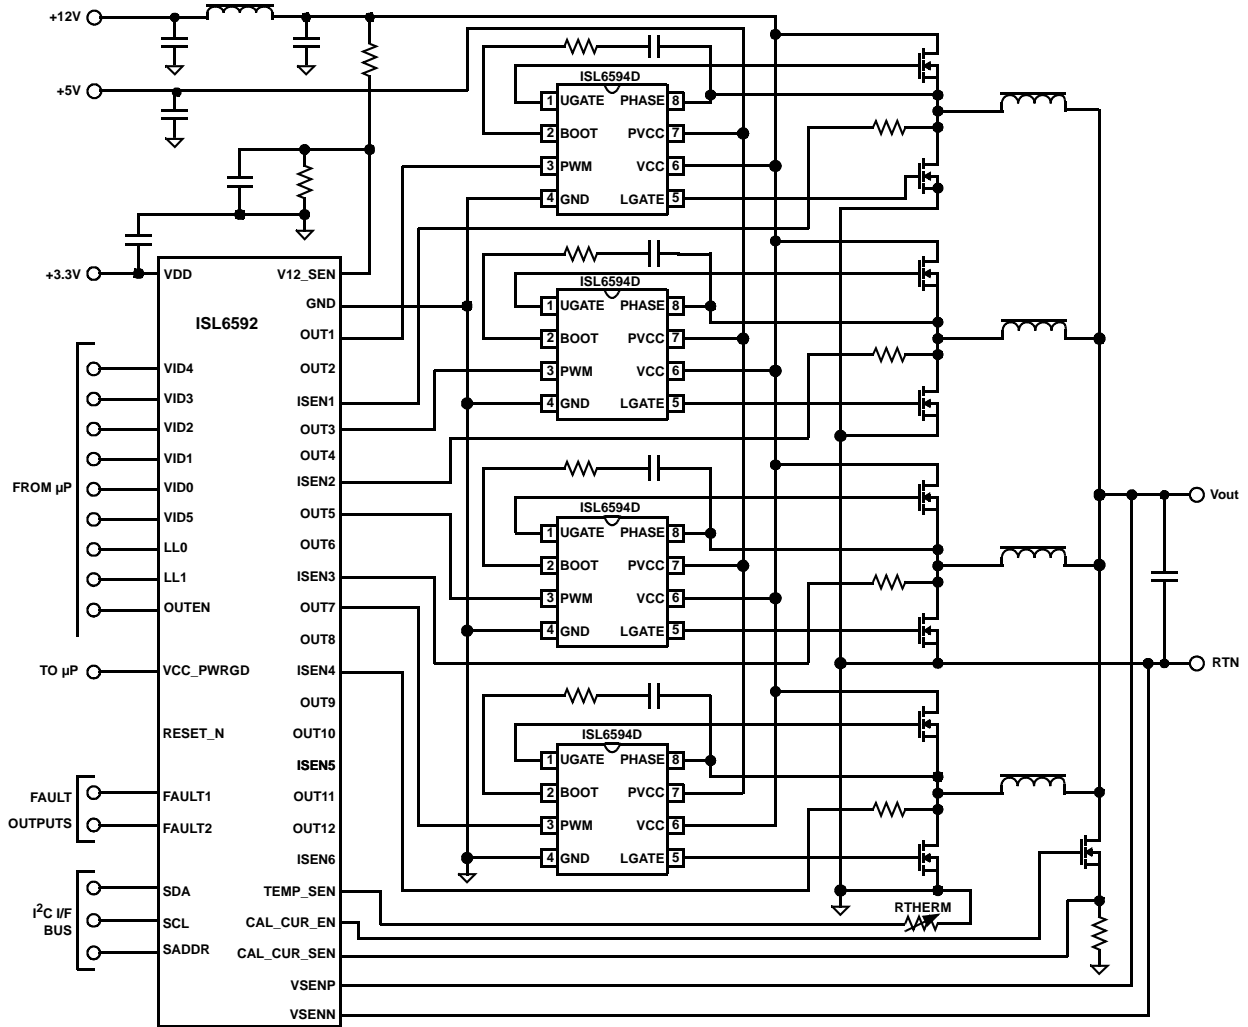 +12V
+5V
+3.3V
ISL6592
VDD
V12_SEN
GND
OUT1
VID4
OUT2
VID3
ISEN1
VID2
OUT3
VID1
OUT4
FROM µP
VID0
ISEN2
VID5
OUT5
LL0
OUT6
LL1
ISEN3
OUTEN
OUT7
OUT8
TO µP
VCC_PWRGD
ISEN4
OUT9
RESET_N
OUT10
ISEN5
FAULT
OUTPUTS
FAULT1
OUT11
FAULT2
OUT12
ISEN6
I2C I/F
BUS
SDA
TEMP_SEN
SCL
CAL_CUR_EN
SADDR
CAL_CUR_SEN
VSENP
VSENN
ISL6594D
1 UGATE PHASE 8
2 BOOT PVCC 7
3 PWM VCC 6
4 GND LGATE 5
ISL6594D
1 UGATE PHASE 8
2 BOOT PVCC 7
3 PWM VCC 6
4 GND LGATE 5
ISL6594D
1 UGATE PHASE 8
2 BOOT PVCC 7
3 PWM VCC 6
4 GND LGATE 5
ISL6594D
1 UGATE PHASE 8
2 BOOT PVCC 7
3 PWM VCC 6
4 GND LGATE 5
RTHERM
Vout
RTN